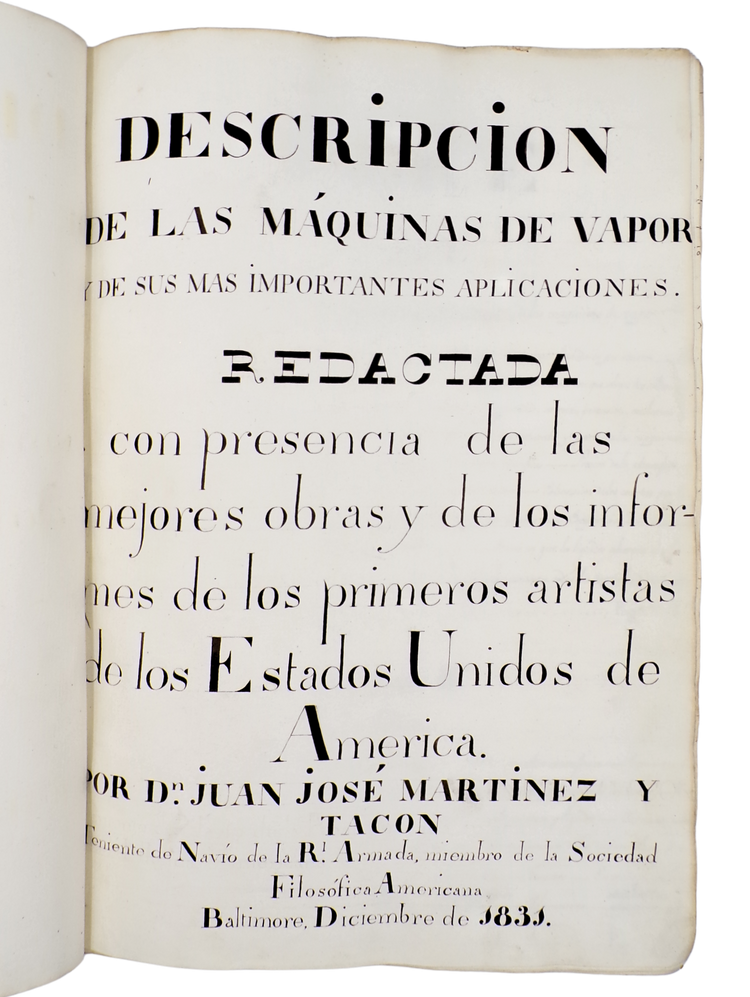 DESCRIPCION
DE LAS MÁQUINAS DE VAPOR
Y DE SUS MAS IMPORTANTES APLICACIONES.
REDACTADA
con presencia de las
mejores obras y de los infor-
mes de los primeros artistas
de los Estados Unidos de
America.
POR Dⁿ. JUAN JOSÉ MARTINEZ Y
TACON
Teniente de Navío de la Rˡ. Armada, miembro de la Sociedad
Filosófica Americana
Baltimore, Diciembre de 1831.